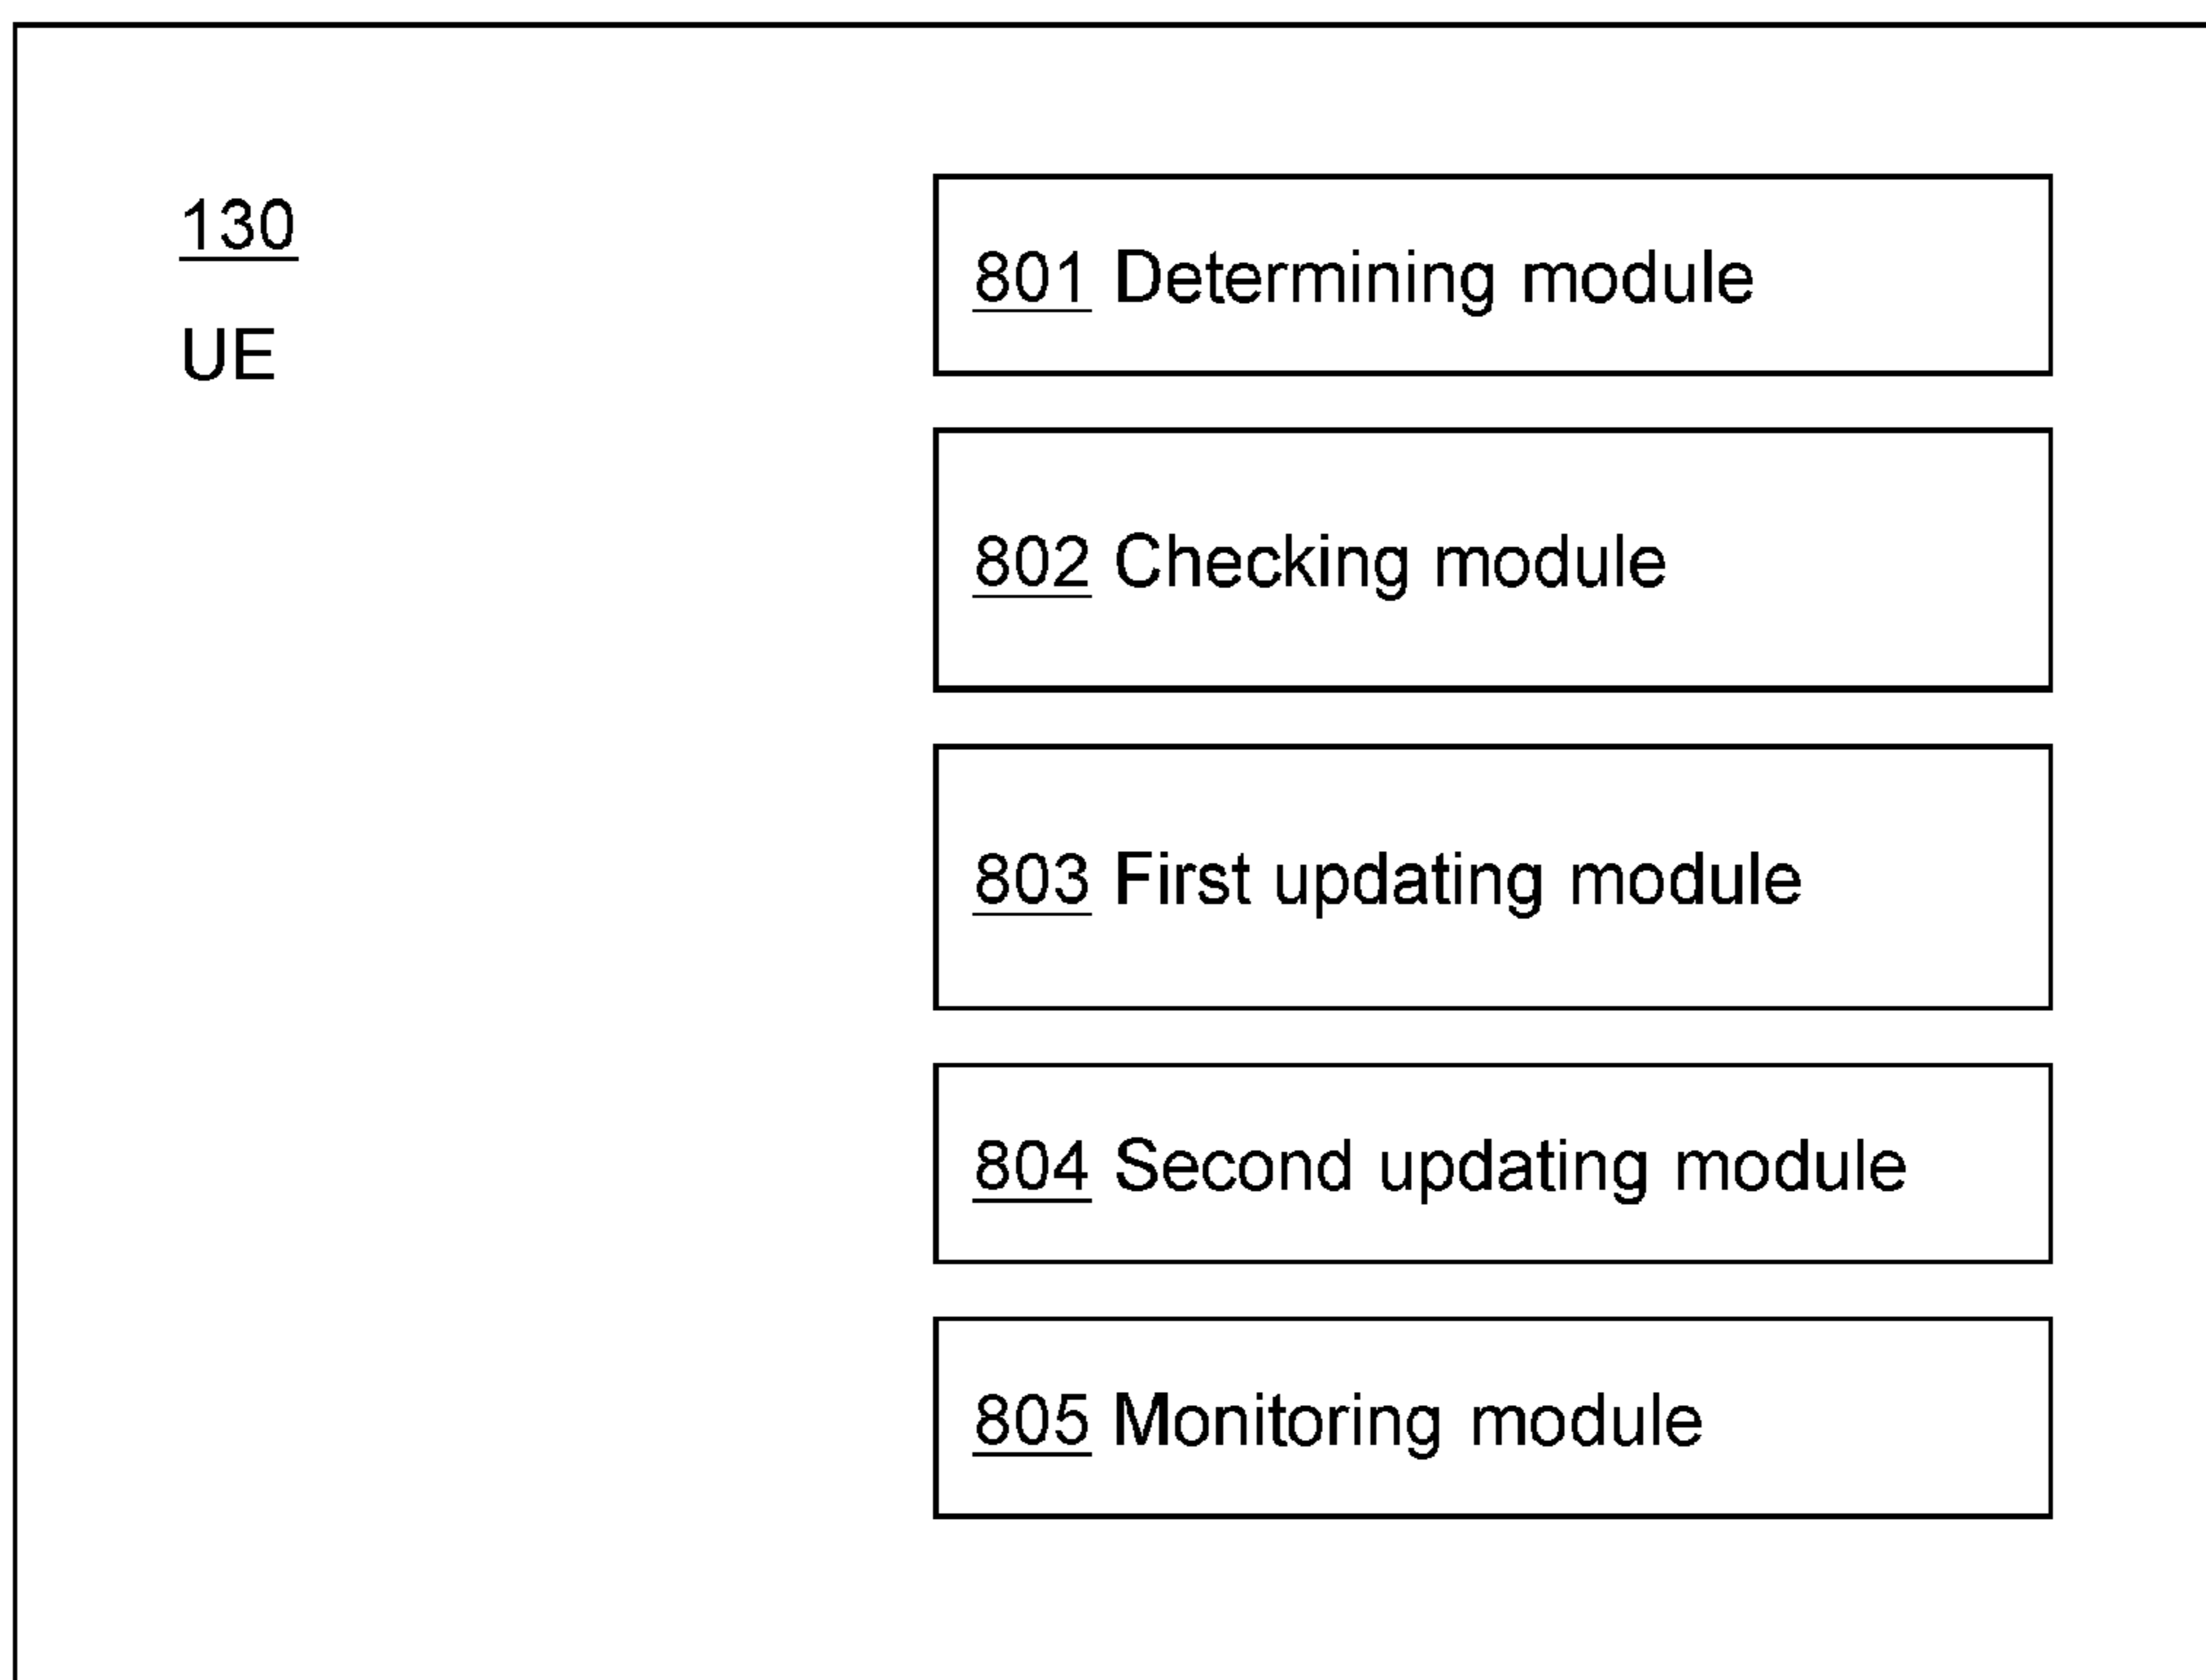 130
UE
801 Determining module
802 Checking module
803 First updating module
804 Second updating module
805 Monitoring module